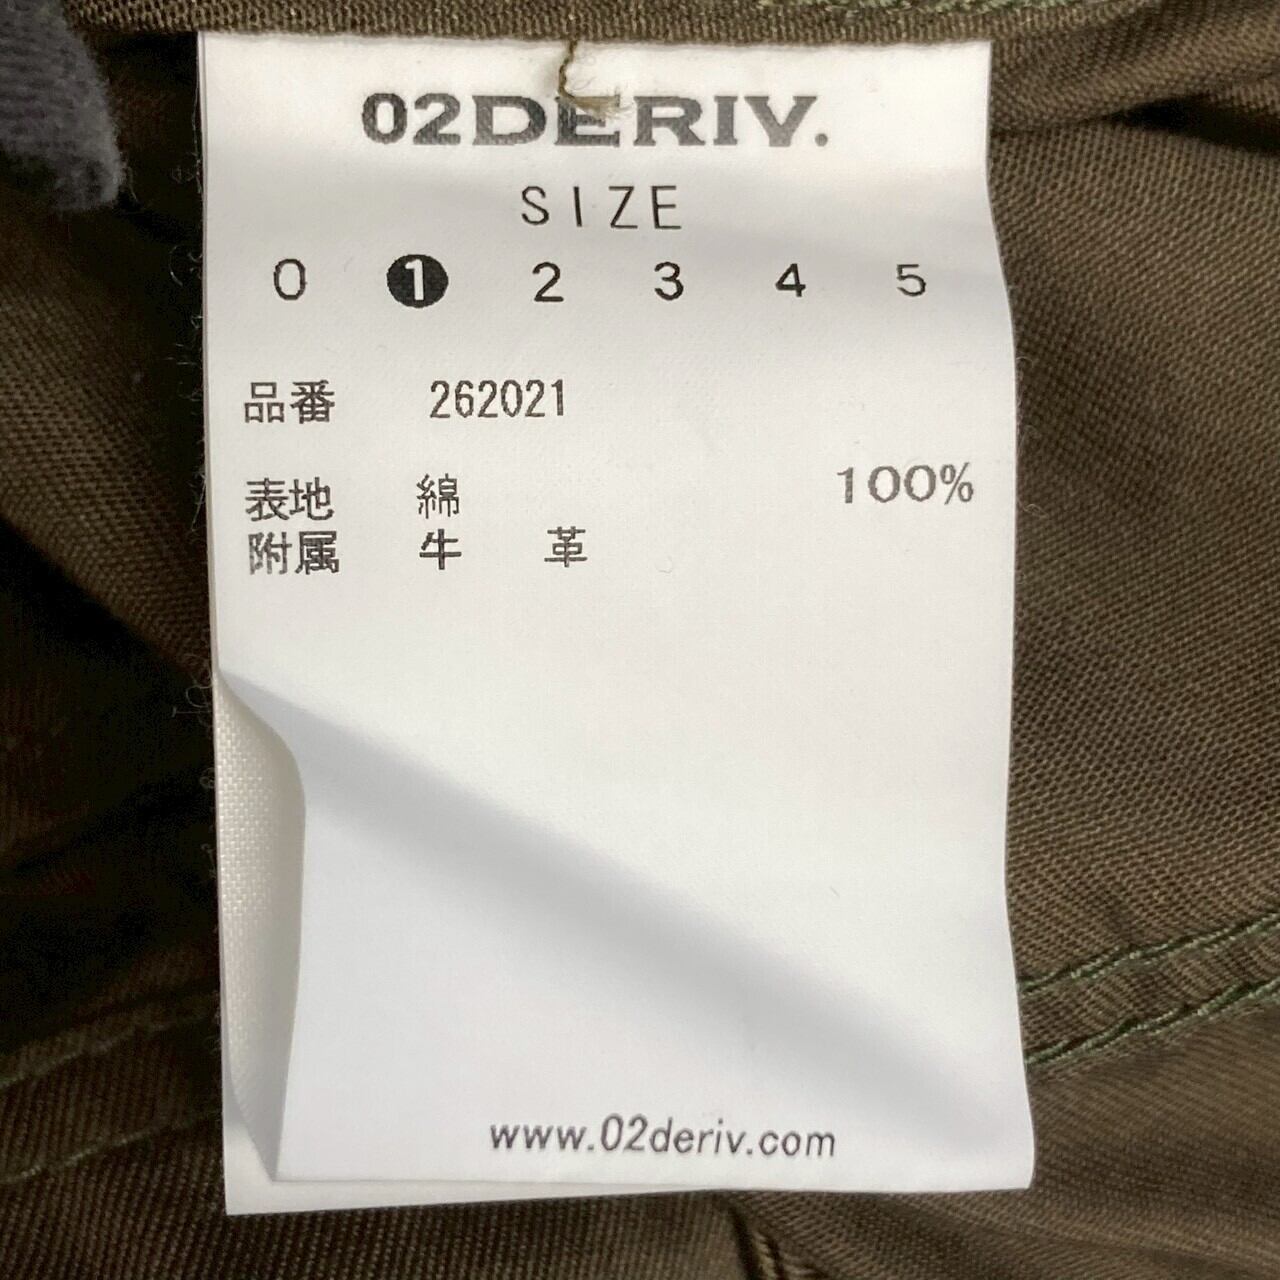 02DERIV.
SIZE
0 1 2 3 4 5
品番 262021
表地 綿 100%
附属 牛 革
www.02deriv.com